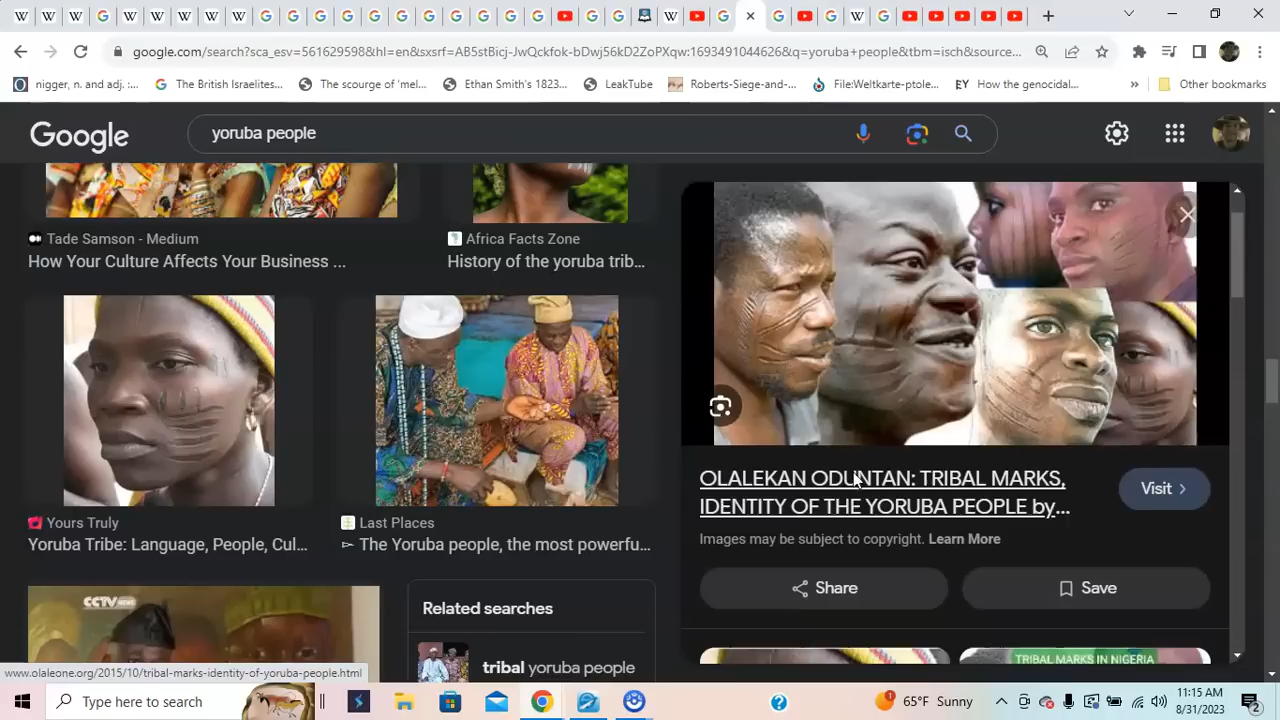 google.com/search?sca_esv=561629598&hl=en&sxsrf=AB5stBicj-JwQckfok-bDwj56kD2ZoPXqw:1693491044626&q=yoruba+people&tbm=isch&source...
nigger, n. and adj. :...
The British Israelites...
The scourge of 'mel...
Ethan Smith's 1823...
LeakTube
Roberts-Siege-and-...
File:Weltkarte-ptole...
EY How the genocidal...
»
Other bookmarks
Google
yoruba people
Tade Samson - Medium
How Your Culture Affects Your Business ...
Africa Facts Zone
History of the yoruba trib...
Yours Truly
Yoruba Tribe: Language, People, Cul...
Last Places
▻ The Yoruba people, the most powerfu...
CCTV NEWS
Related searches
tribal yoruba people
OLALEKAN ODUNTAN: TRIBAL MARKS,
IDENTITY OF THE YORUBA PEOPLE by...
Visit
Images may be subject to copyright. Learn More
Share
Save
TRIBAL MARKS IN NIGERIA
www.olaleone.org/2015/10/tribal-marks-identity-of-yoruba-people.html
Type here to search
65°F Sunny
11:15 AM
8/31/2023
2